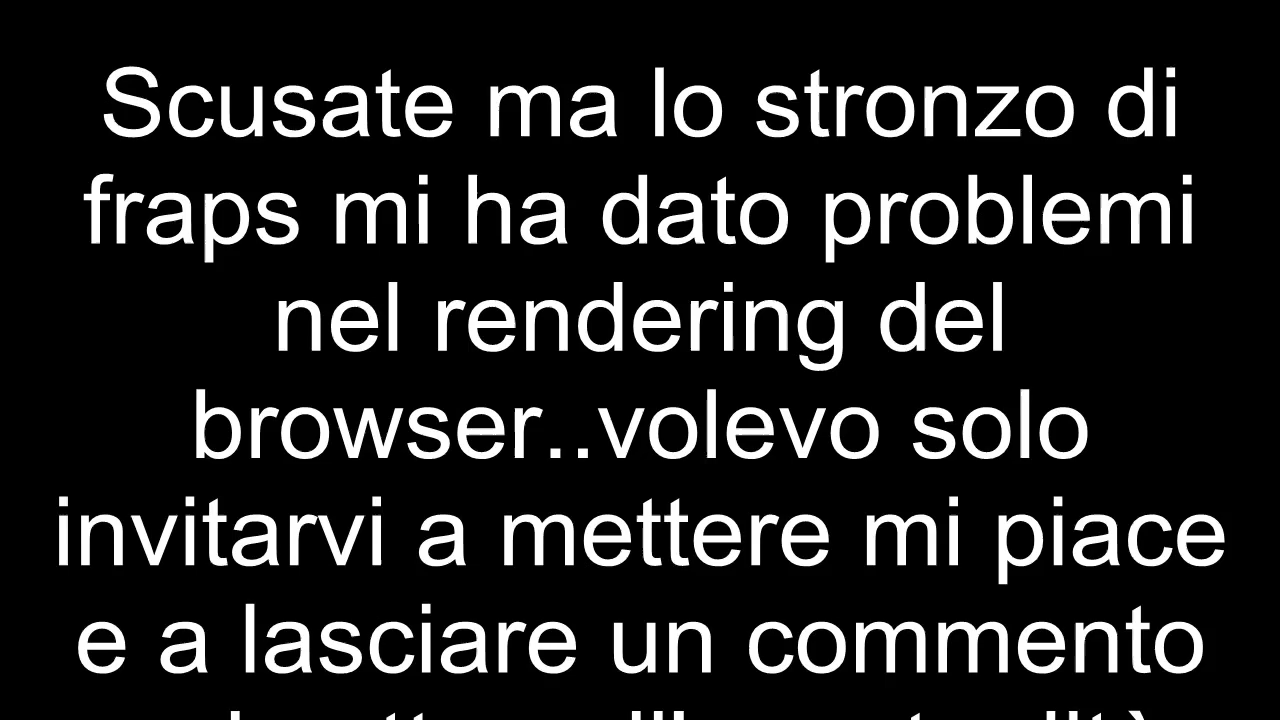 Scusate ma lo stronzo di
fraps mi ha dato problemi
nel rendering del
browser..volevo solo
invitarvi a mettere mi piace
e a lasciare un commento